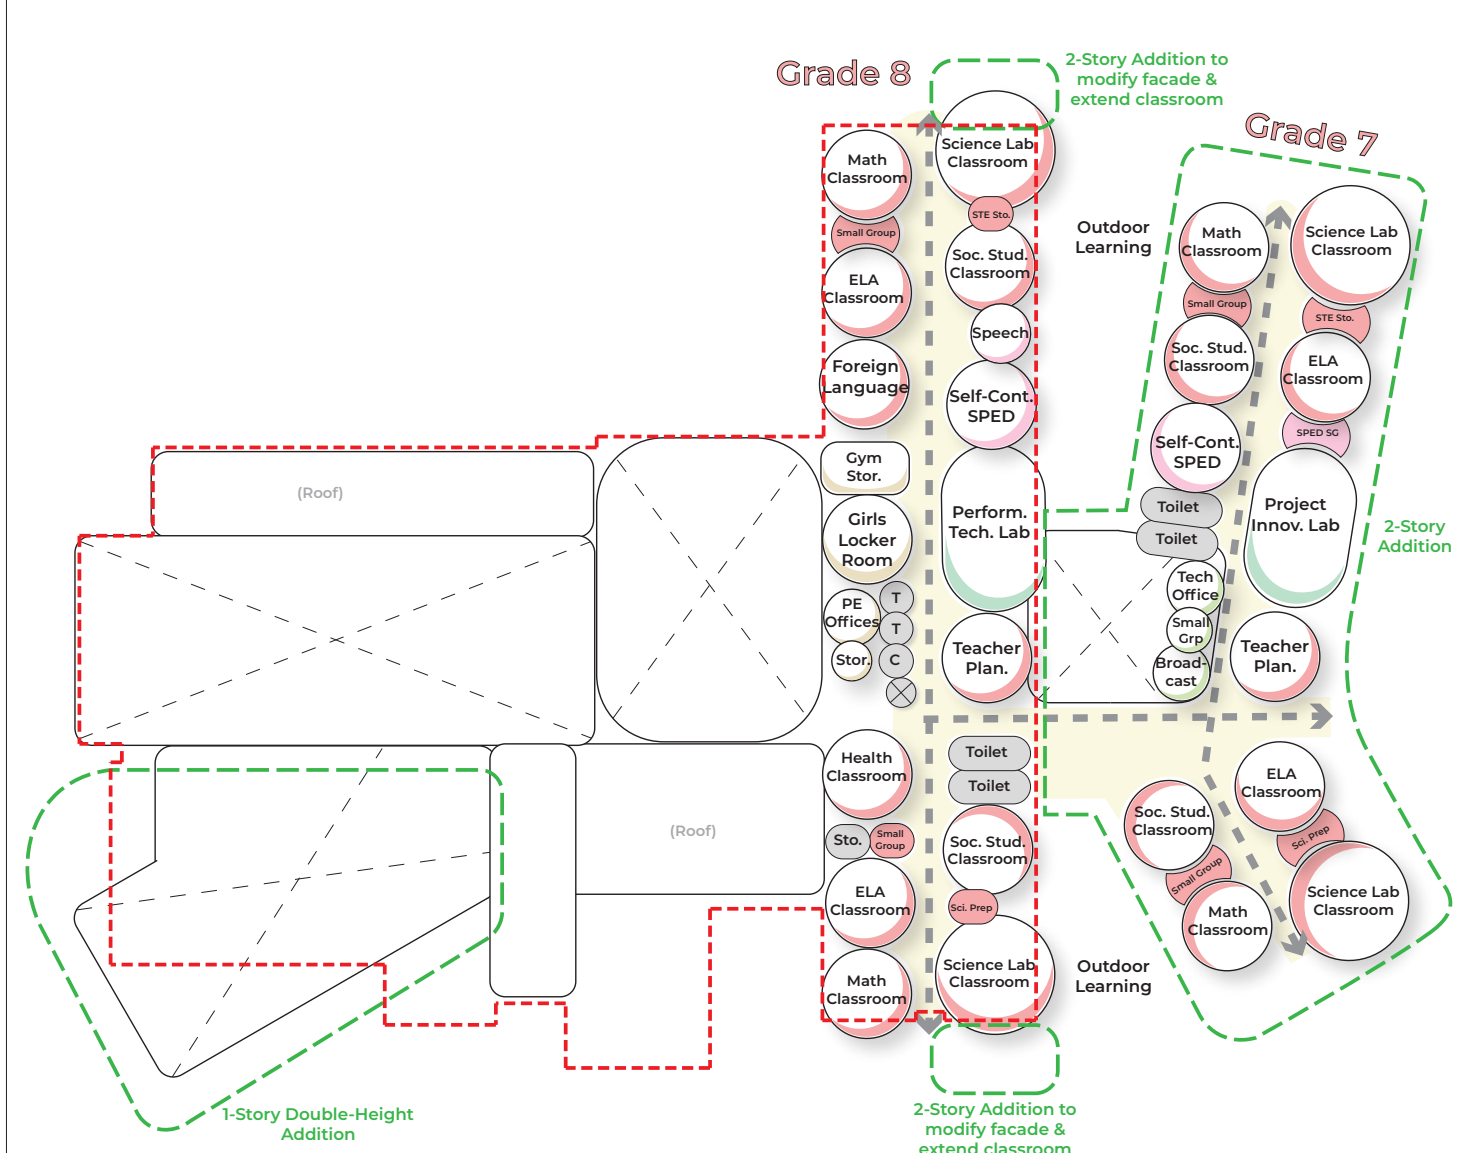 Grade 8
2-Story Addition to
modify facade &
extend classroom
Grade 7
Math
Classroom
Small Group
ELA
Classroom
Foreign
Language
Science Lab
Classroom
STE Sto.
Soc. Stud.
Classroom
Speech
Self-Cont.
SPED
Outdoor
Learning
Math
Classroom
Small Group
Soc. Stud.
Classroom
Self-Cont.
SPED
Toilet
Toilet
Tech
Office
Small
Grp
Broad-
cast
Science Lab
Classroom
STE Sto.
ELA
Classroom
SPED SG
Project
Innov. Lab
Teacher
Plan.
2-Story
Addition
(Roof)
Gym
Stor.
Girls
Locker
Room
PE
Offices
Stor.
T
T
C
Perform.
Tech. Lab
Teacher
Plan.
(Roof)
Health
Classroom
Sto.
Small
Group
ELA
Classroom
Math
Classroom
Toilet
Toilet
Soc. Stud.
Classroom
Sci. Prep
Science Lab
Classroom
Outdoor
Learning
Soc. Stud.
Classroom
Small Group
Math
Classroom
ELA
Classroom
Sci. Prep
Science Lab
Classroom
1-Story Double-Height
Addition
2-Story Addition to
modify facade &
extend classroom